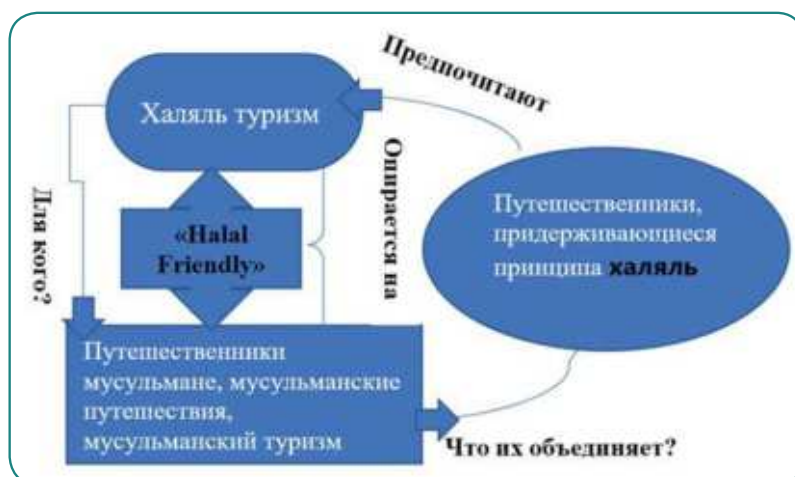 Предпочитают
Халяль туризм
Опирается на
Для кого?
«Halal
Friendly»
Путешественники,
придерживающиеся
принципа халяль
Путешественники
мусульмане, мусульманские
путешествия,
мусульманский туризм
Что их объединяет?